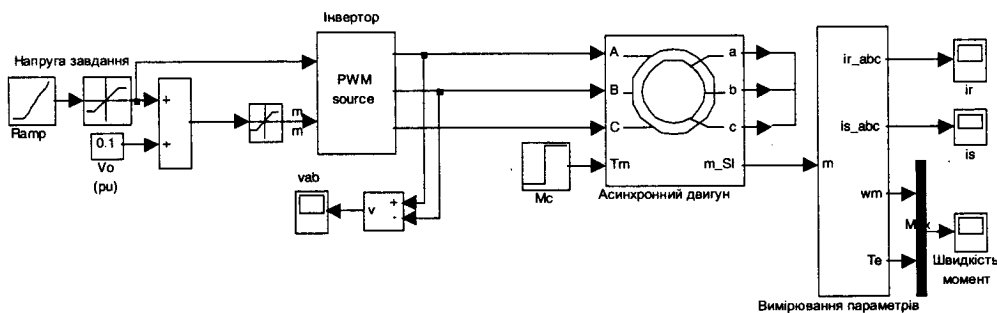 Інвертор
Напруга завдання
Ramp
0.1
Vo
(pu)
+
+
m
m
PWM
source
vab
v
+
-
Mc
A
B
C
Tm
a
b
c
m_SI
Асинхронний двигун
m
ir_abc
is_abc
wm
Te
ir
is
Швидкість
момент
Вимірювання параметрів